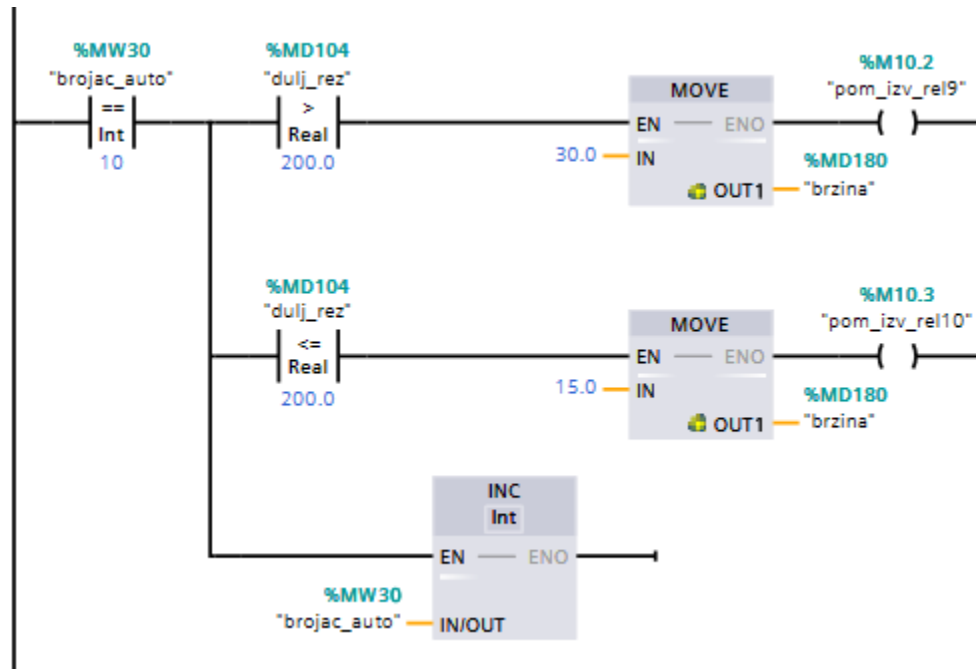 %MW30
"brojac_auto"
==
Int
10
%MD104
"dulj_rez"
>
Real
200.0
MOVE
EN
ENO
30.0
IN
OUT1
%M10.2
"pom_izv_rel9"
%MD180
"brzina"
%MD104
"dulj_rez"
<=
Real
200.0
MOVE
EN
ENO
15.0
IN
OUT1
%M10.3
"pom_izv_rel10"
%MD180
"brzina"
INC
Int
EN
ENO
%MW30
"brojac_auto"
IN/OUT